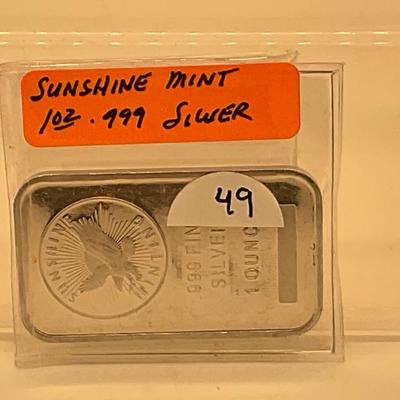 SUNSHINE MINT
1oz .999 SILVER
49
SUNSHINE MINTING
999 FIN
SILVER
1 OUNC